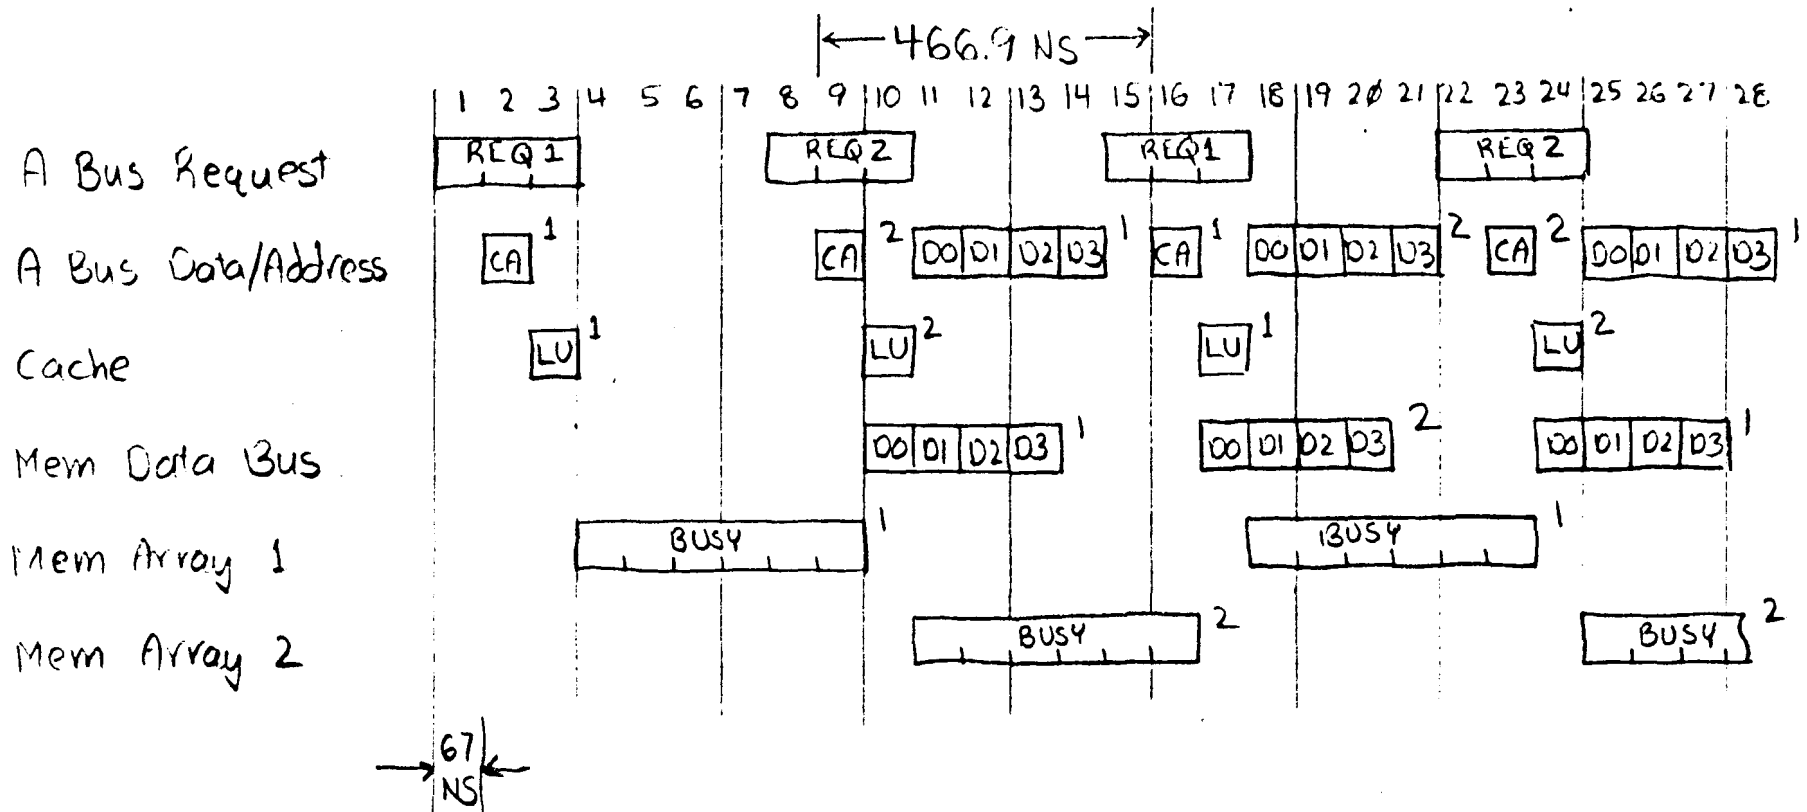 466.9 NS
1 2 3 4 5 6 7 8 9 10 11 12 13 14 15 16 17 18 19 2ø 21 22 23 24 25 26 27 28
A Bus Request REQ 1 REQ 2 REQ1 REQ 2
A Bus Data/Address CA 1 CA 2 D0 D1 D2 D3 1 CA 1 D0 D1 D2 D3 2 CA 2 D0 D1 D2 D3 1
Cache LU 1 LU 2 LU 1 LU 2
Mem Data Bus D0 D1 D2 D3 1 D0 D1 D2 D3 2 D0 D1 D2 D3 1
Mem Array 1 BUSY 1 BUSY 1
Mem Array 2 BUSY 2 BUSY 2
67
NS